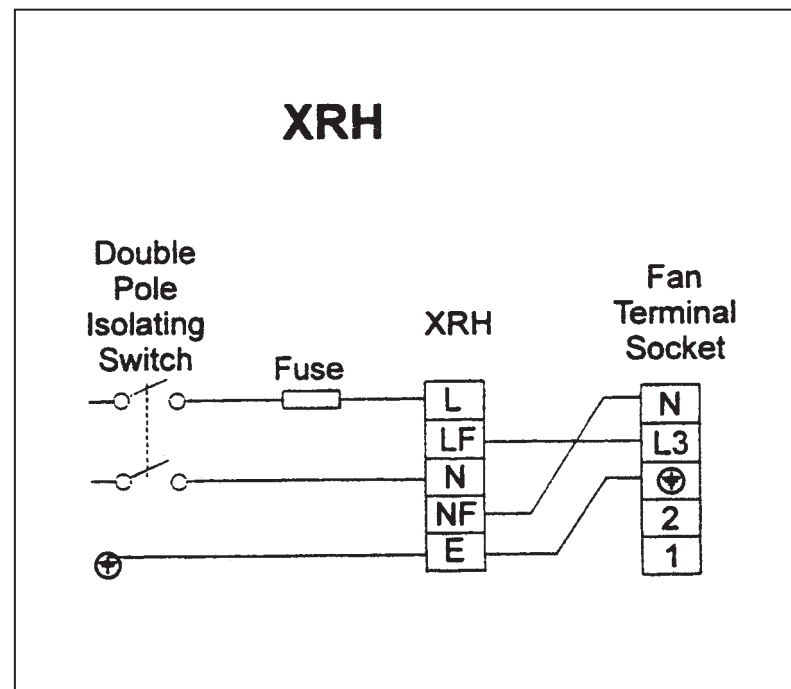 XRH
Double
Pole
Isolating
Switch
Fuse
XRH
Fan
Terminal
Socket
L
LF
N
NF
E
N
L3
2
1